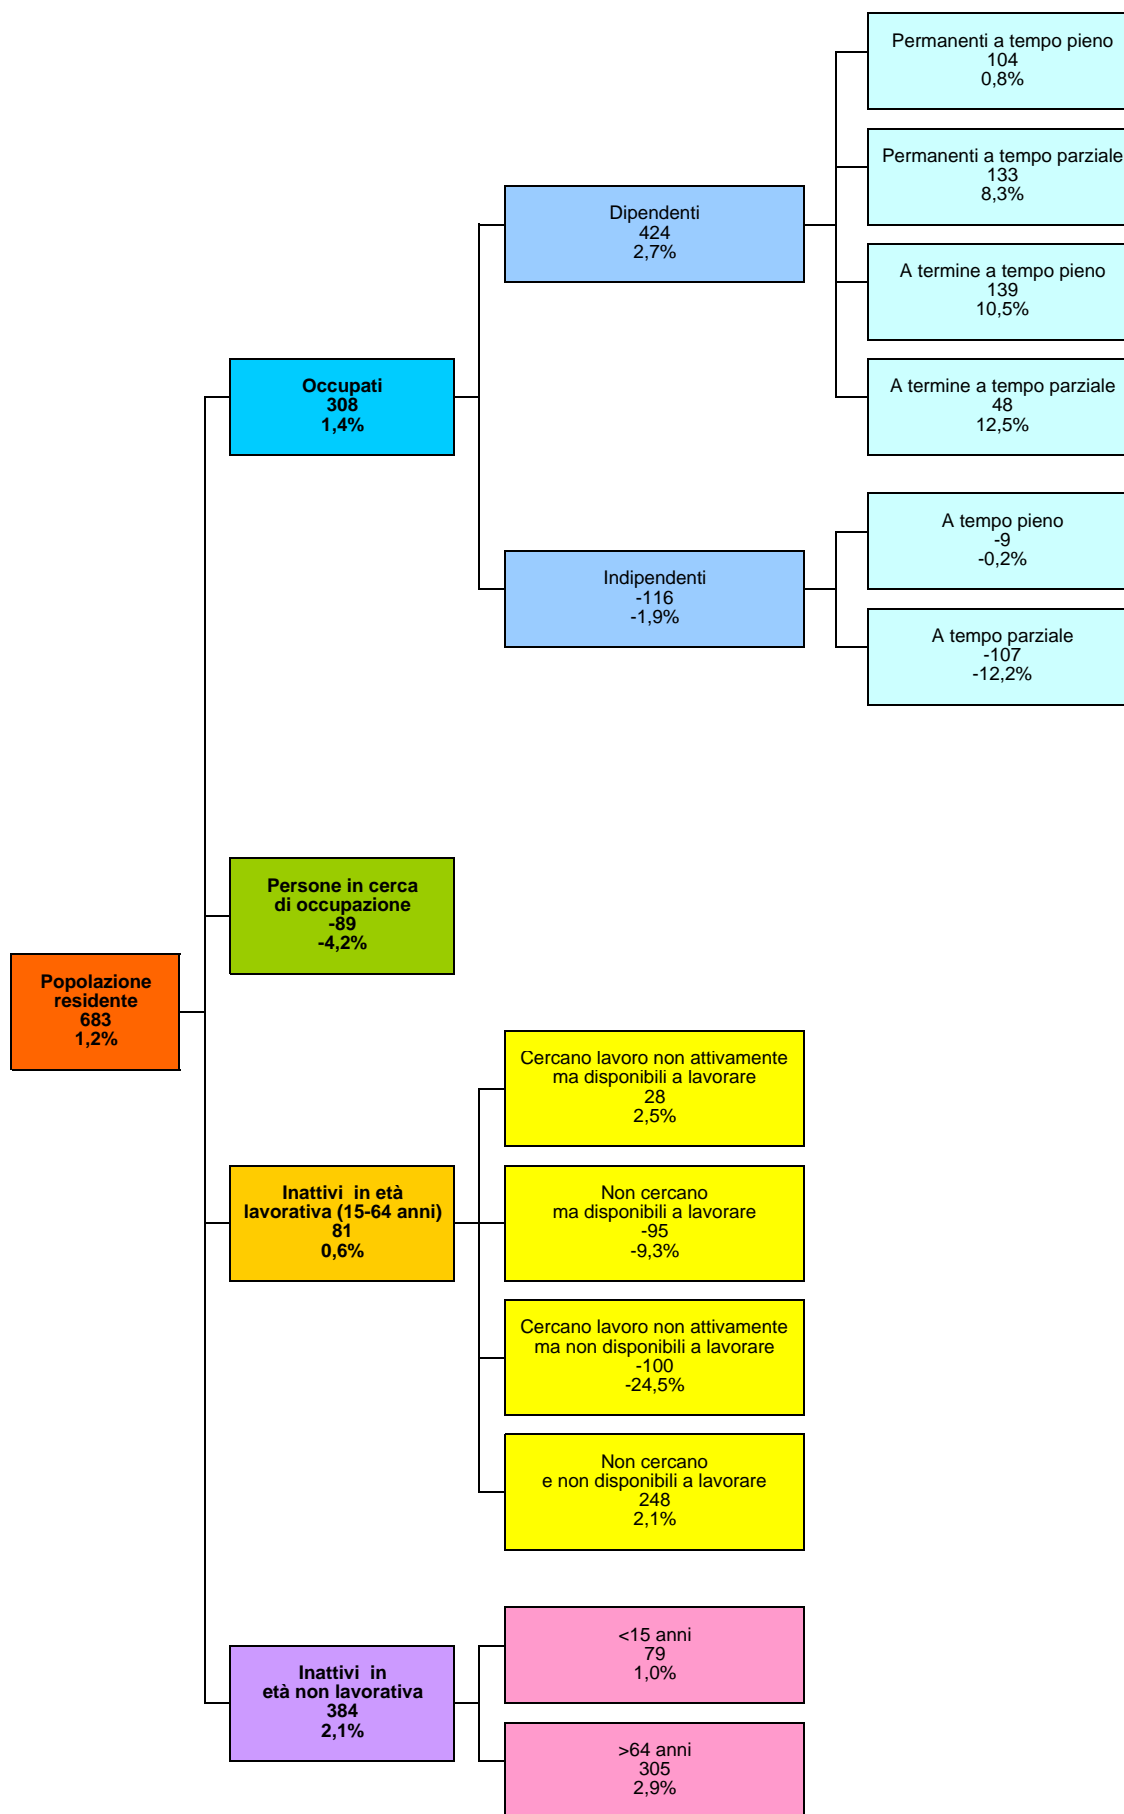 Permanenti a tempo pieno
104
0,8%
Permanenti a tempo parziale
133
8,3%
Dipendenti
424
2,7%
A termine a tempo pieno
139
10,5%
Occupati
308
1,4%
A termine a tempo parziale
48
12,5%
A tempo pieno
-9
-0,2%
Indipendenti
-116
-1,9%
A tempo parziale
-107
-12,2%
Persone in cerca
di occupazione
-89
-4,2%
Popolazione
residente
683
1,2%
Cercano lavoro non attivamente
ma disponibili a lavorare
28
2,5%
Inattivi  in età
lavorativa (15-64 anni)
81
0,6%
Non cercano
ma disponibili a lavorare
-95
-9,3%
Cercano lavoro non attivamente
ma non disponibili a lavorare
-100
-24,5%
Non cercano
e non disponibili a lavorare
248
2,1%
<15 anni
79
1,0%
Inattivi  in
età non lavorativa
384
2,1%
>64 anni
305
2,9%